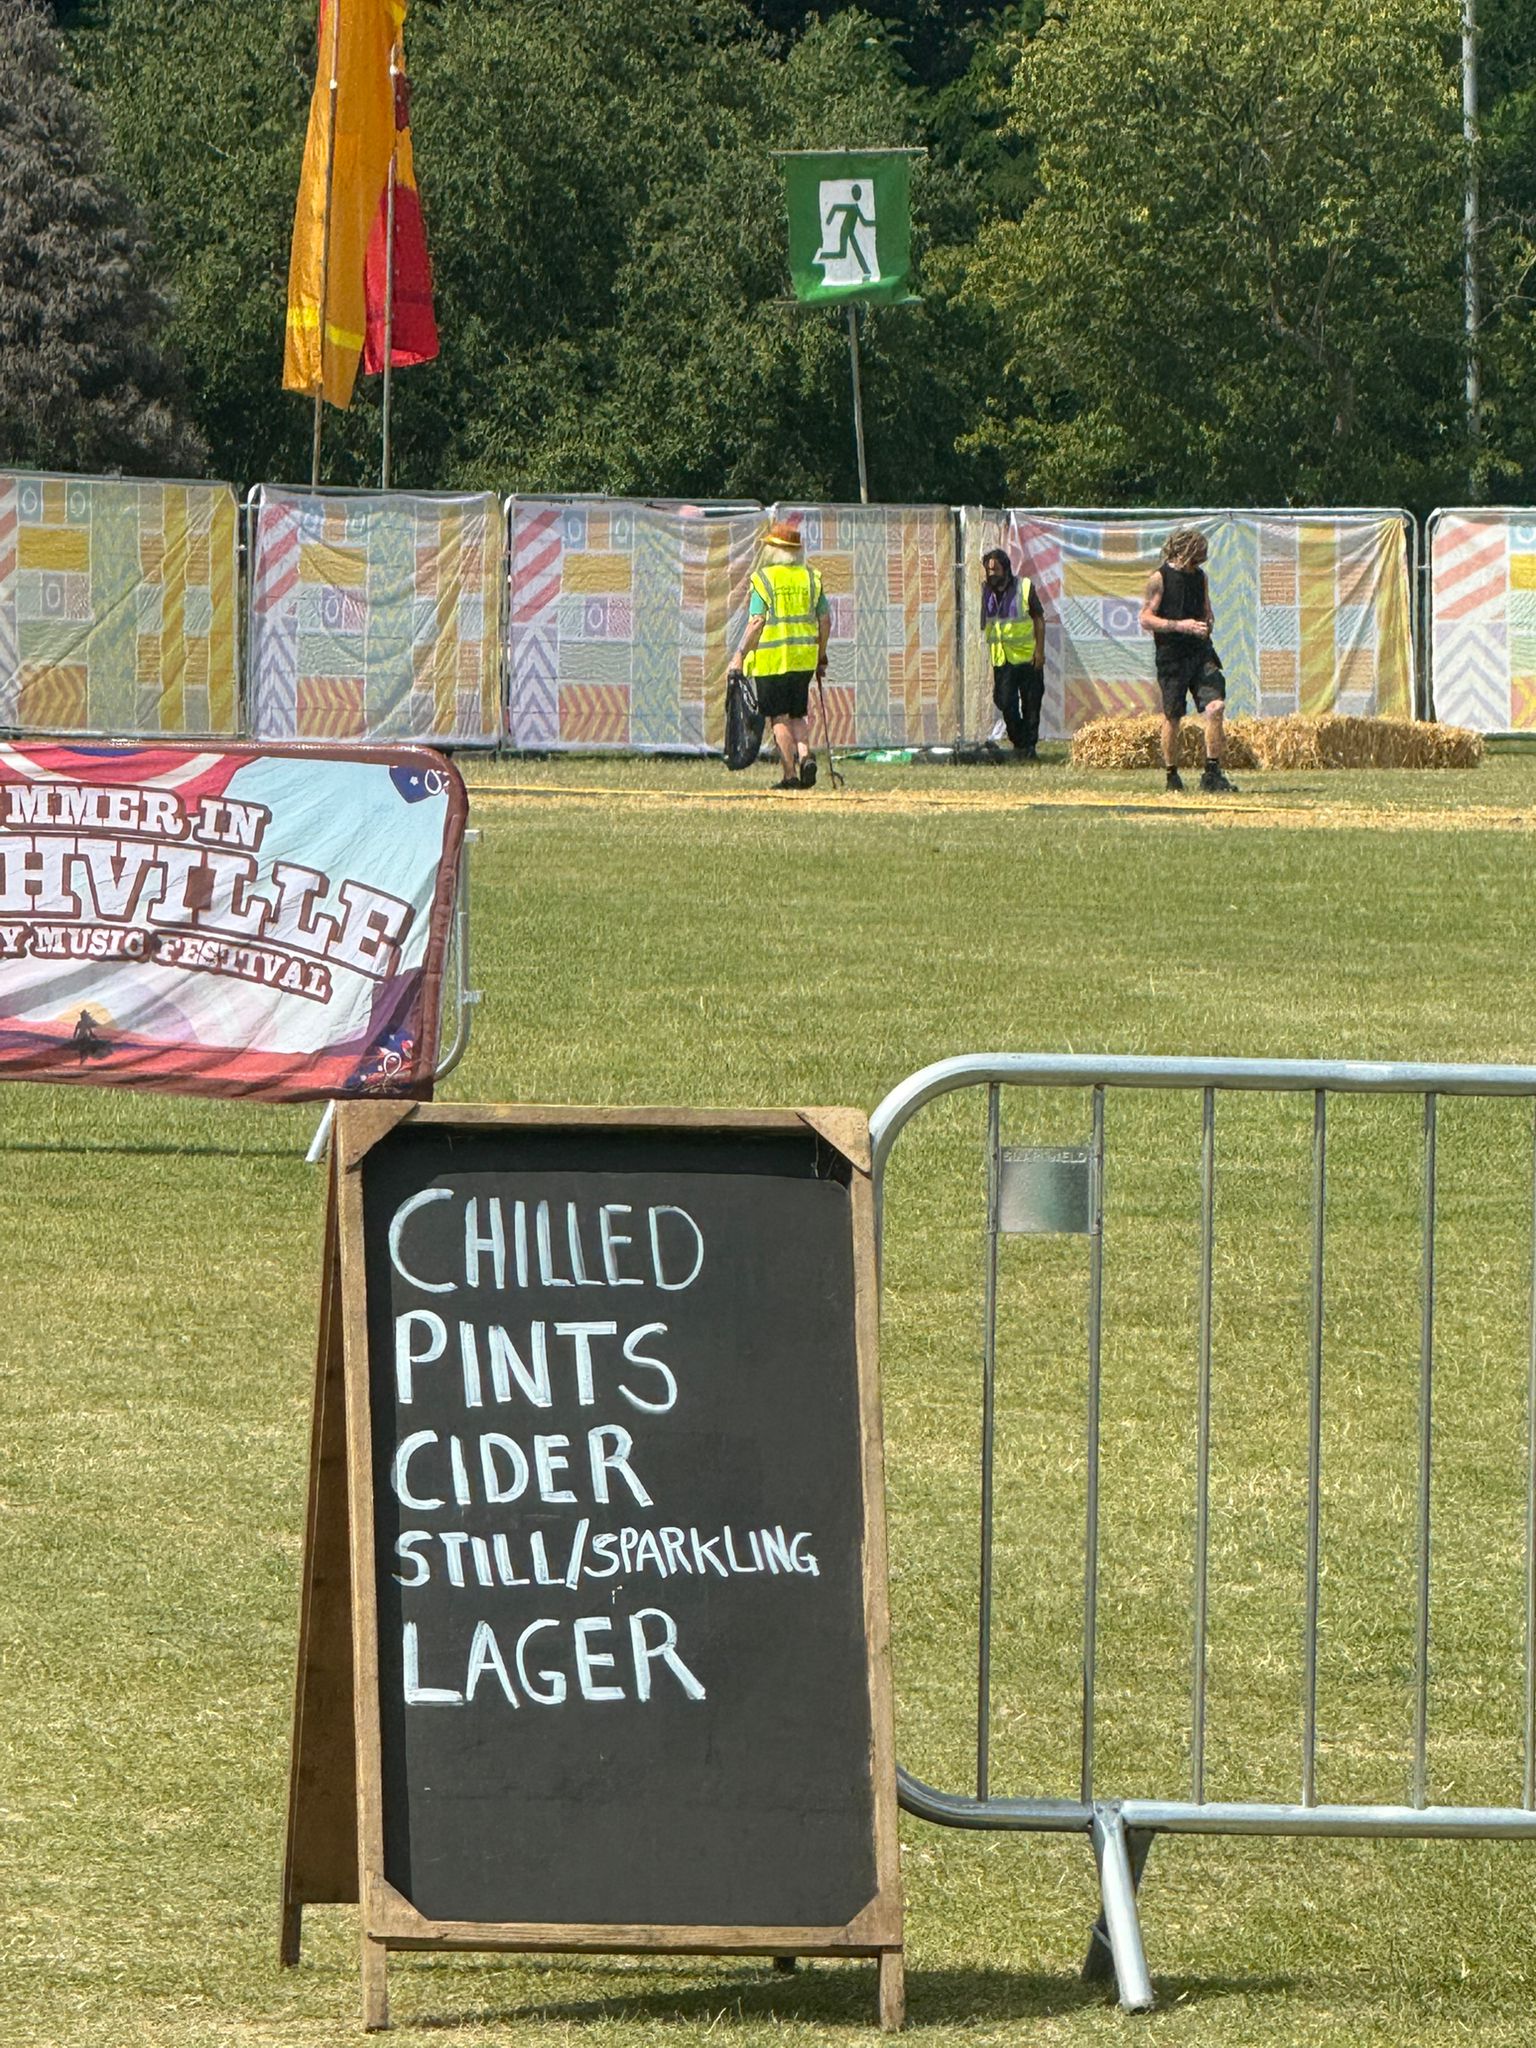 MMER IN
HVILLE
Y MUSIC FESTIVAL
CHILLED
PINTS
CIDER
STILL/SPARKLING
LAGER